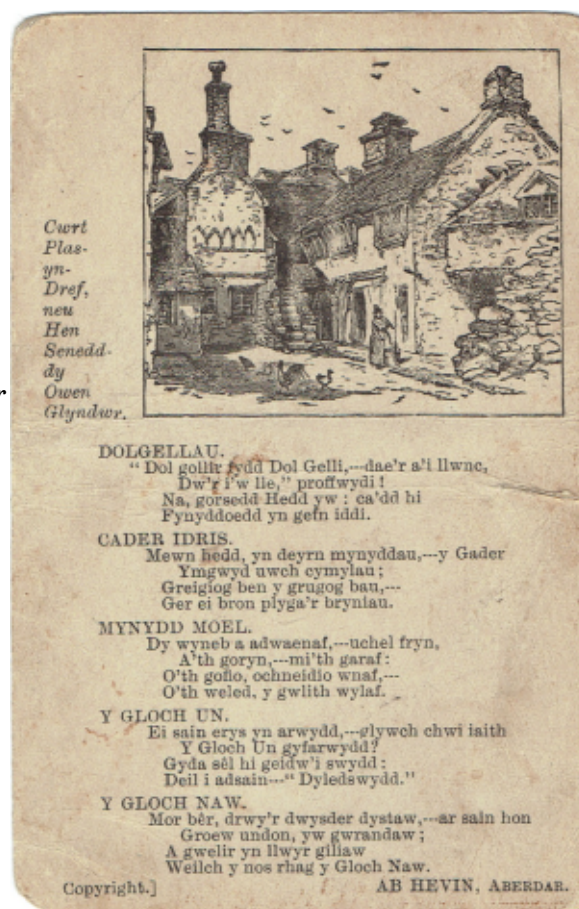 Cwrt
Plas-
yn-
Dref,
neu
Hen
Senedd-
dy
Owen
Glyndwr.
r
DOLGELLAU.
“ Dol gollir fydd Dol Gelli,---dae'r a'i llwnc,
Dw'r i'w lle,” proffwydi !
Na, gorsedd Hedd yw : ca'dd hi
Fynyddoedd yn gefn iddi.
CADER IDRIS.
Mewn hedd, yn deyrn mynyddau,---y Gader
Ymgwyd uwch cymylau ;
Greigiog ben y grugog bau,---
Ger ei bron plyga'r bryniau.
MYNYDD MOEL.
Dy wyneb a adwaenaf,---uchel fryn,
A'th goryn,---mi'th garaf :
O'th gofio, ochneidio wnaf,---
O'th weled, y gwlith wylaf.
Y GLOCH UN.
Ei sain erys yn arwydd,---glywch chwi iaith
Y Gloch Un gyfarwydd?
Gyda sêl hi geidw'i swydd :
Deil i adsain---“ Dyledswydd.”
Y GLOCH NAW.
Mor bêr, drwy'r dwysder dystaw,---ar sain hon
Groew undon, yw gwrandaw ;
A gwelir yn llwyr giliaw
Weilch y nos rhag y Gloch Naw.
Copyright.] AB HEVIN, ABERDAR.